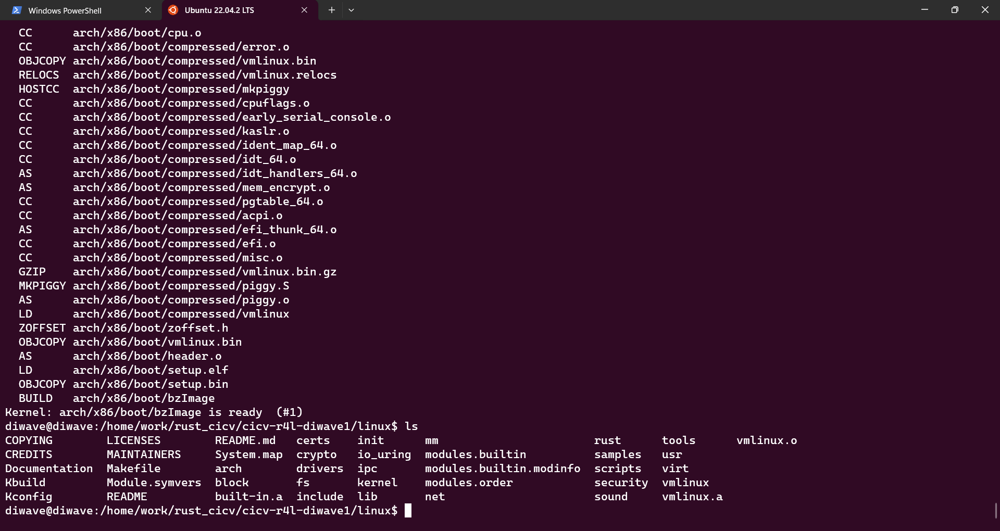 Windows PowerShell Ubuntu 22.04.2 LTS
CC arch/x86/boot/cpu.o
CC arch/x86/boot/compressed/error.o
OBJCOPY arch/x86/boot/compressed/vmlinux.bin
RELOCS arch/x86/boot/compressed/vmlinux.relocs
HOSTCC arch/x86/boot/compressed/mkpiggy
CC arch/x86/boot/compressed/cpuflags.o
CC arch/x86/boot/compressed/early_serial_console.o
CC arch/x86/boot/compressed/kaslr.o
CC arch/x86/boot/compressed/ident_map_64.o
CC arch/x86/boot/compressed/idt_64.o
AS arch/x86/boot/compressed/idt_handlers_64.o
AS arch/x86/boot/compressed/mem_encrypt.o
CC arch/x86/boot/compressed/pgtable_64.o
CC arch/x86/boot/compressed/acpi.o
AS arch/x86/boot/compressed/efi_thunk_64.o
CC arch/x86/boot/compressed/efi.o
CC arch/x86/boot/compressed/misc.o
GZIP arch/x86/boot/compressed/vmlinux.bin.gz
MKPIGGY arch/x86/boot/compressed/piggy.S
AS arch/x86/boot/compressed/piggy.o
LD arch/x86/boot/compressed/vmlinux
ZOFFSET arch/x86/boot/zoffset.h
OBJCOPY arch/x86/boot/vmlinux.bin
AS arch/x86/boot/header.o
LD arch/x86/boot/setup.elf
OBJCOPY arch/x86/boot/setup.bin
BUILD arch/x86/boot/bzImage
Kernel: arch/x86/boot/bzImage is ready (#1)
diwave@diwave:/home/work/rust_cicv/cicv-r4l-diwave1/linux$ ls
COPYING LICENSES README.md certs init mm rust tools vmlinux.o
CREDITS MAINTAINERS System.map crypto io_uring modules.builtin samples usr
Documentation Makefile arch drivers ipc modules.builtin.modinfo scripts virt
Kbuild Module.symvers block fs kernel modules.order security vmlinux
Kconfig README built-in.a include lib net sound vmlinux.a
diwave@diwave:/home/work/rust_cicv/cicv-r4l-diwave1/linux$